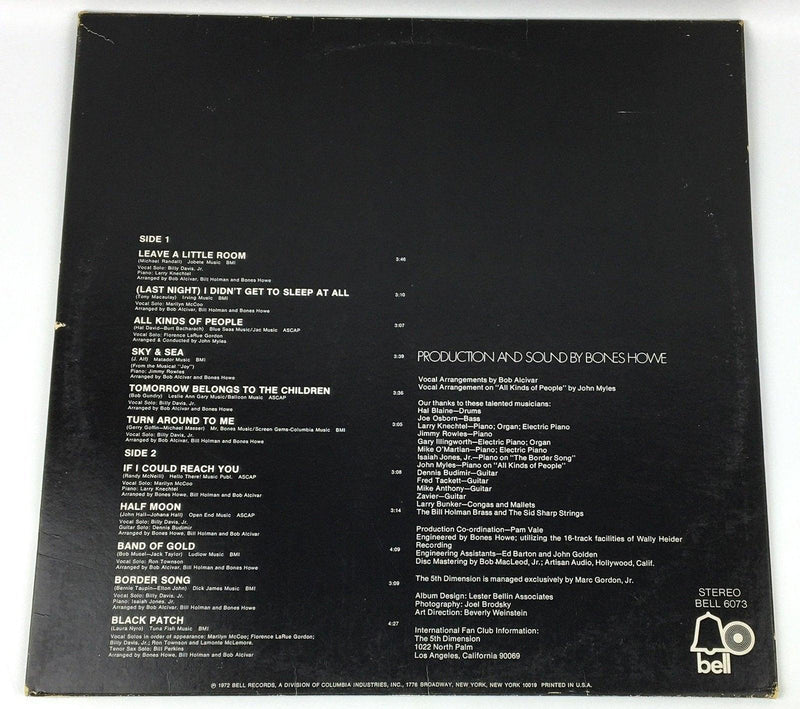 SIDE 1
LEAVE A LITTLE ROOM 3:46
(Michael Randall) Jobete Music BMI
Vocal Solo: Billy Davis, Jr.
Piano: Larry Knechtel
Arranged by Bob Alcivar, Bill Holman and Bones Howe
(LAST NIGHT) I DIDN'T GET TO SLEEP AT ALL 3:10
(Tony Macaulay) Irving Music BMI
Vocal Solo: Marilyn McCoo
Arranged by Bob Alcivar, Bill Holman and Bones Howe
ALL KINDS OF PEOPLE 3:07
(Hal David—Burt Bacharach) Blue Seas Music/Jac Music ASCAP
Vocal Solo: Florence LaRue Gordon
Arranged & Conducted by John Myles
SKY & SEA 3:39
(J. Alf) Matador Music BMI
(From the Musical "Joy")
Piano: Jimmy Rowles
Arranged by Bob Alcivar and Bones Howe
TOMORROW BELONGS TO THE CHILDREN 3:36
(Bob Gundry) Leslie Ann Gary Music/Balloon Music ASCAP
Vocal Solo: Billy Davis, Jr.
Arranged by Bob Alcivar and Bones Howe
TURN AROUND TO ME 3:05
(Gerry Goffin—Michael Masser) Mr. Bones Music/Screen Gems-Columbia Music BMI
Vocal Solo: Billy Davis, Jr.
Arranged by Bob Alcivar, Bill Holman and Bones Howe
SIDE 2
IF I COULD REACH YOU 3:08
(Randy McNeill) Hello There! Music Publ. ASCAP
Vocal Solo: Marilyn McCoo
Piano: Larry Knechtel
Arranged by Bones Howe, Bill Holman and Bob Alcivar
HALF MOON 3:14
(John Hall—Johana Hall) Open End Music ASCAP
Vocal Solo: Billy Davis, Jr.
Guitar Solo: Dennis Budimir
Arranged by Bones Howe, Bill Holman and Bob Alcivar
BAND OF GOLD 4:09
(Bob Musel—Jack Taylor) Ludlow Music BMI
Vocal Solo: Ron Townson
Arranged by Bob Alcivar, Bill Holman and Bones Howe
BORDER SONG 3:09
(Bernie Taupin—Elton John) Dick James Music BMI
Vocal Solo: Billy Davis, Jr.
Piano: Isaiah Jones, Jr.
Arranged by Bob Alcivar, Bill Holman and Bones Howe
BLACK PATCH 4:27
(Laura Nyro) Tuna Fish Music BMI
Vocal Solos in order of appearance: Marilyn McCoo; Florence LaRue Gordon;
Billy Davis, Jr.; Ron Townson and Lamonte McLemore.
Tenor Sax Solo: Bill Perkins
Arranged by Bones Howe, Bill Holman and Bob Alcivar
PRODUCTION AND SOUND BY BONES HOWE
Vocal Arrangements by Bob Alcivar
Vocal Arrangement on "All Kinds of People" by John Myles
Our thanks to these talented musicians:
Hal Blaine—Drums
Joe Osborn—Bass
Larry Knechtel—Piano; Organ; Electric Piano
Jimmy Rowles—Piano
Gary Illingworth—Electric Piano; Organ
Mike O'Martian—Piano; Electric Piano
Isaiah Jones, Jr.—Piano on "The Border Song"
John Myles—Piano on "All Kinds of People"
Dennis Budimir—Guitar
Fred Tackett—Guitar
Mike Anthony—Guitar
Zavier—Guitar
Larry Bunker—Congas and Mallets
The Bill Holman Brass and The Sid Sharp Strings
Production Co-ordination—Pam Vale
Engineered by Bones Howe; utilizing the 16-track facilities of Wally Heider
Recording
Engineering Assistants—Ed Barton and John Golden
Disc Mastering by Bob MacLeod, Jr.; Artisan Audio, Hollywood, Calif.
The 5th Dimension is managed exclusively by Marc Gordon, Jr.
Album Design: Lester Bellin Associates
Photography: Joel Brodsky
Art Direction: Beverly Weinstein
International Fan Club Information:
The 5th Dimension
1022 North Palm
Los Angeles, California 90069
STEREO
BELL 6073
bell
℗ 1972 BELL RECORDS, A DIVISION OF COLUMBIA INDUSTRIES, INC., 1776 BROADWAY, NEW YORK, NEW YORK 10019 PRINTED IN U.S.A.